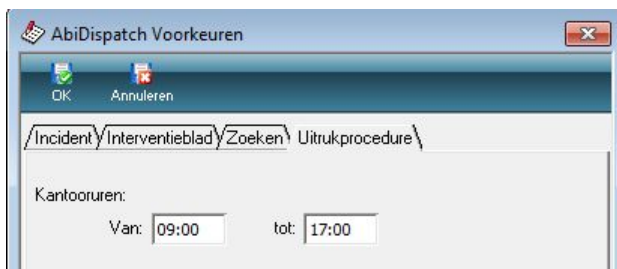 AbiDispatch Voorkeuren
OK Annuleren
Incident Interventieblad Zoeken Uitrukprocedure
Kantooruren:
Van: 09:00 tot: 17:00